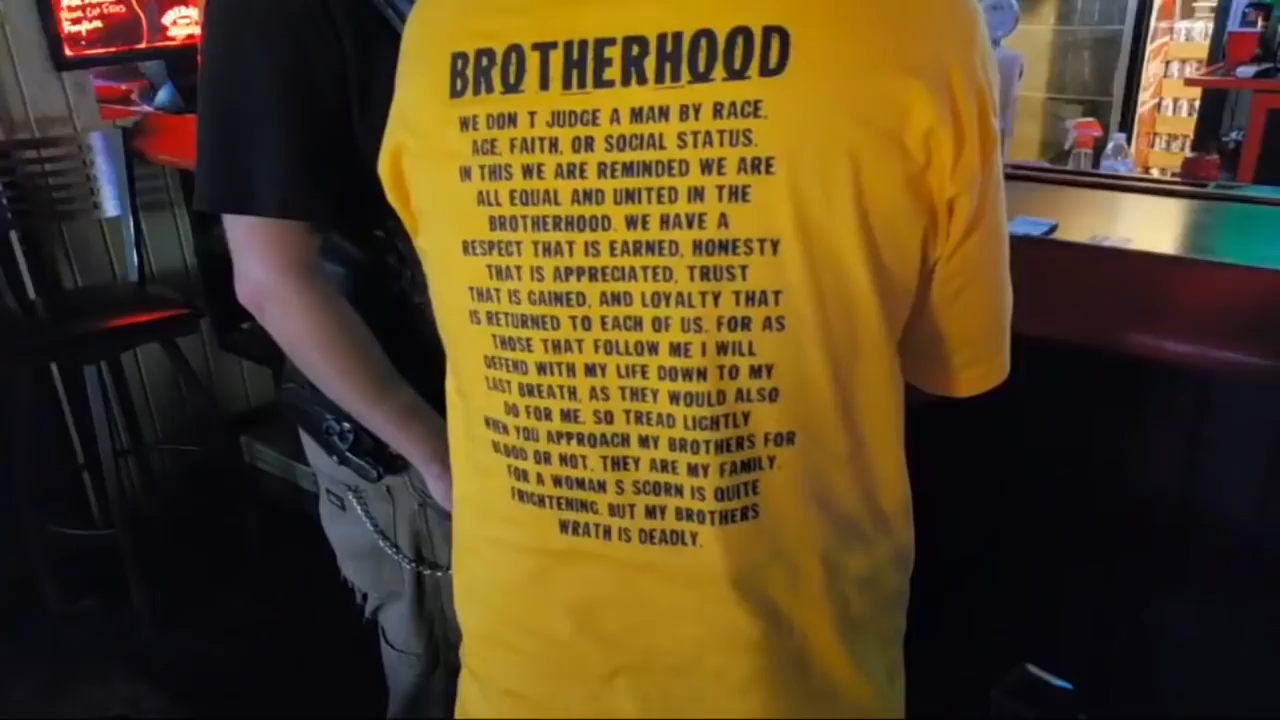 BROTHERHOOD
WE DON T JUDGE A MAN BY RACE,
AGE, FAITH, OR SOCIAL STATUS.
IN THIS WE ARE REMINDED WE ARE
ALL EQUAL AND UNITED IN THE
BROTHERHOOD. WE HAVE A
RESPECT THAT IS EARNED, HONESTY
THAT IS APPRECIATED, TRUST
THAT IS GAINED, AND LOYALTY THAT
IS RETURNED TO EACH OF US. FOR AS
THOSE THAT FOLLOW ME I WILL
DEFEND WITH MY LIFE DOWN TO MY
LAST BREATH, AS THEY WOULD ALSO
DO FOR ME. SO TREAD LIGHTLY
WHEN YOU APPROACH MY BROTHERS FOR
BLOOD OR NOT, THEY ARE MY FAMILY.
FOR A WOMAN S SCORN IS QUITE
FRIGHTENING. BUT MY BROTHERS
WRATH IS DEADLY.